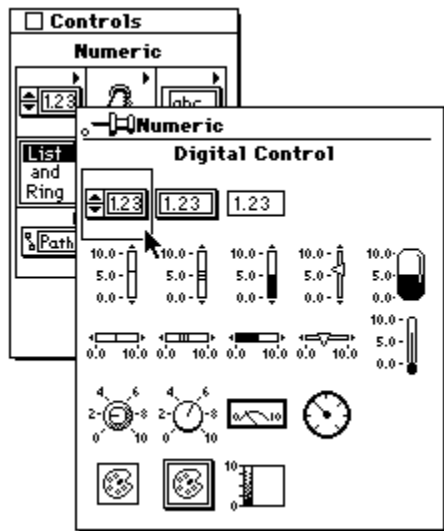 Controls
Numeric
1.23
abc
Numeric
Digital Control
List
and
Ring
1.23 1.23 1.23
Path
10.0 10.0 10.0 10.0 10.0
5.0 5.0 5.0 5.0 5.0
0.0 0.0 0.0 0.0 0.0
10.0
5.0
0.0 10.0 0.0 10.0 0.0 10.0 0.0 10.0
0.0
4 6 4 6
2 8 2 8 0 10
0 10 0 10
10
0